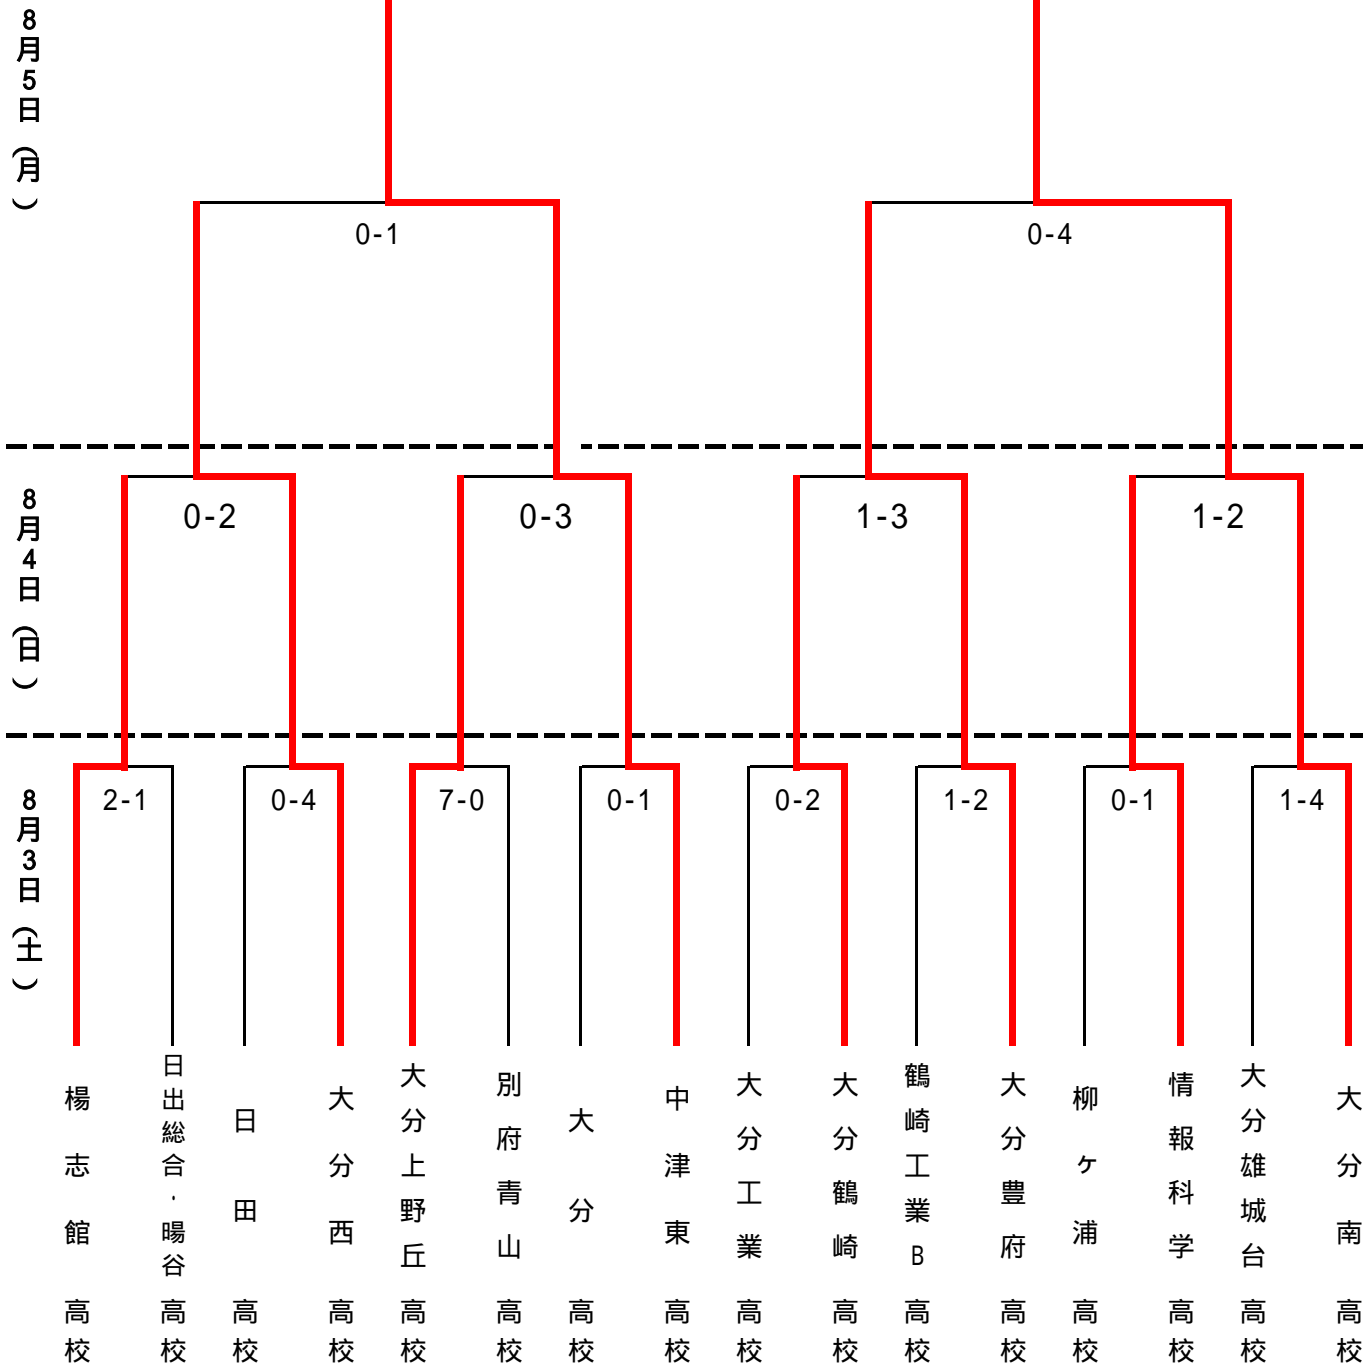 8月5日（月）
0-1
0-4
8月4日（日）
0-2
0-3
1-3
1-2
8月3日（土）
2-1
0-4
7-0
0-1
0-2
1-2
0-1
1-4
楊志館高校
日出総合・暘谷高校
日田高校
大分西高校
大分上野丘高校
別府青山高校
大分高校
中津東高校
大分工業高校
大分鶴崎高校
鶴崎工業B高校
大分豊府高校
柳ヶ浦高校
情報科学高校
大分雄城台高校
大分南高校